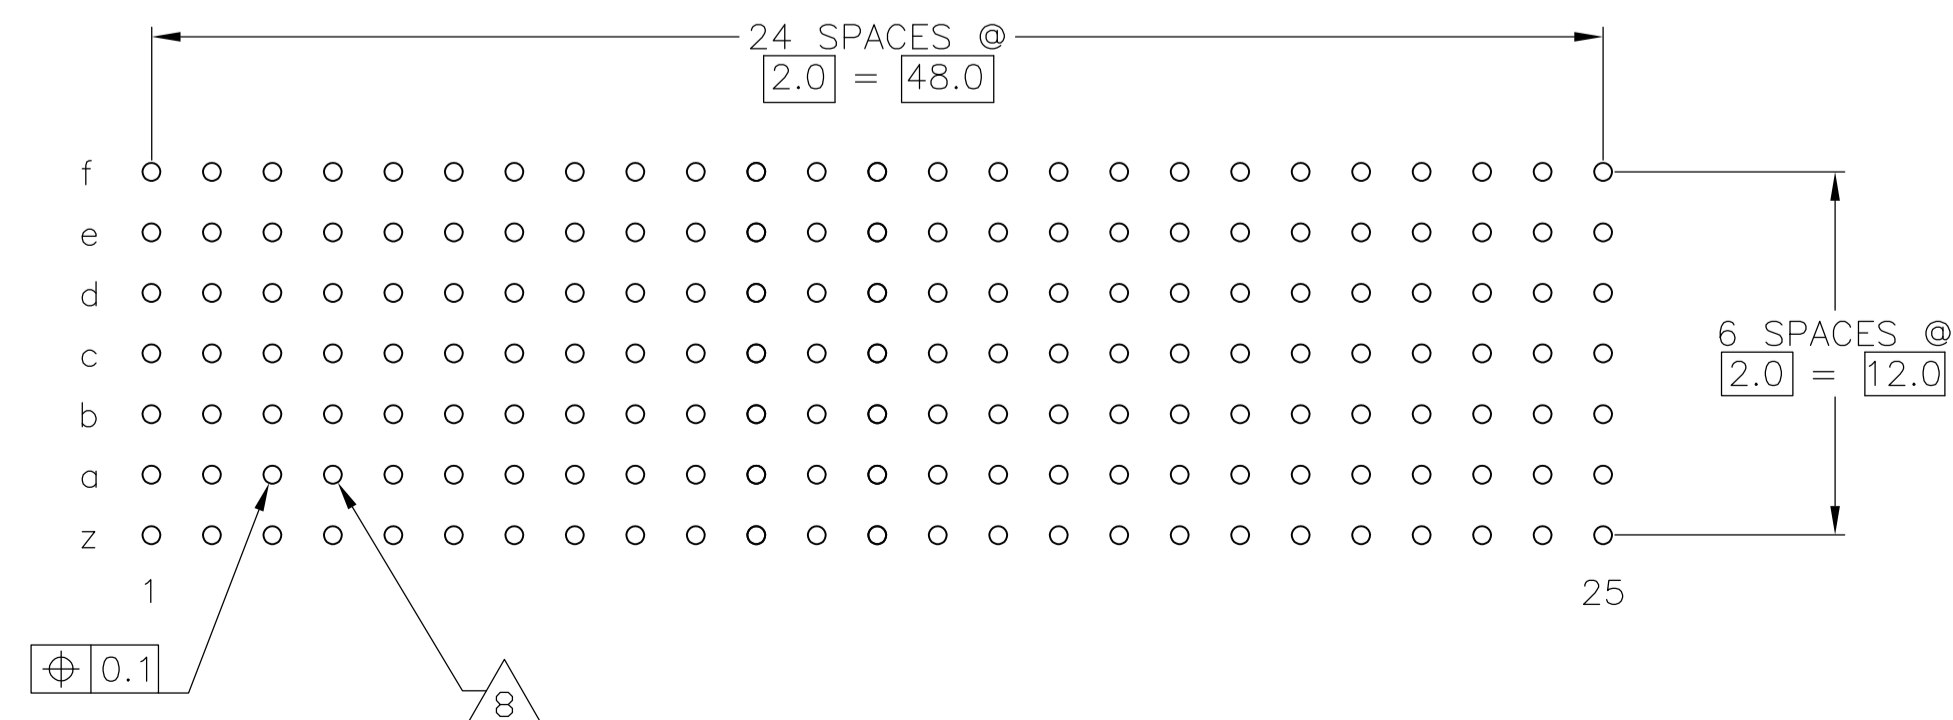 24 SPACES @
2.0 = 48.0
f
e
d
c
b
a
z
6 SPACES @
2.0 = 12.0
1
25
⌖ 0.1
8